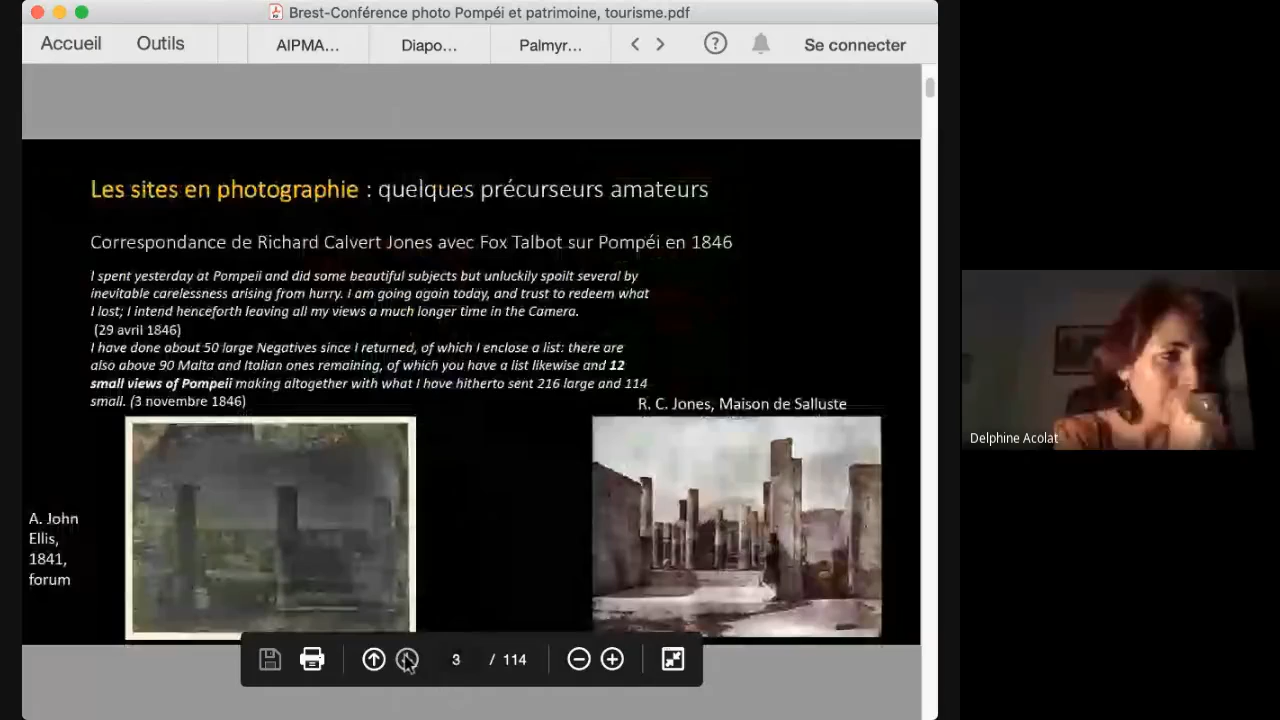 Brest-Conférence photo Pompéi et patrimoine, tourisme.pdf
Accueil Outils AIPMA... Diapo... Palmyr... Se connecter
Les sites en photographie : quelques précurseurs amateurs
Correspondance de Richard Calvert Jones avec Fox Talbot sur Pompéi en 1846
I spent yesterday at Pompeii and did some beautiful subjects but unluckily spoilt several by
inevitable carelessness arising from hurry. I am going again today, and trust to redeem what
I lost; I intend henceforth leaving all my views a much longer time in the Camera.
(29 avril 1846)
I have done about 50 large Negatives since I returned, of which I enclose a list: there are
also above 90 Malta and Italian ones remaining, of which you have a list likewise and 12
small views of Pompeii making altogether with what I have hitherto sent 216 large and 114
small. (3 novembre 1846)
R. C. Jones, Maison de Salluste
A. John
Ellis,
1841,
forum
Delphine Acolat
3 / 114